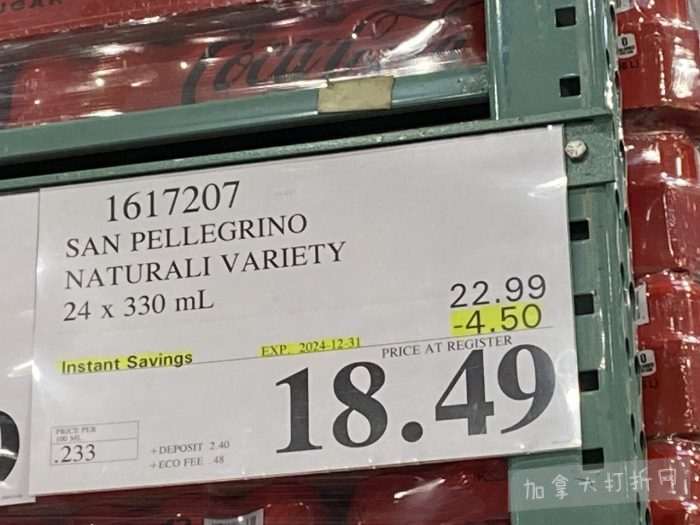 Coca-Cola
1617207
SAN PELLEGRINO
NATURALI VARIETY
24 x 330 mL
22.99
-4.50
Instant Savings
EXP. 2024-12-31
PRICE AT REGISTER
18.49
PRICE PER
100 ML
.233
+DEPOSIT 2.40
+ECO FEE .48
加拿大打折网